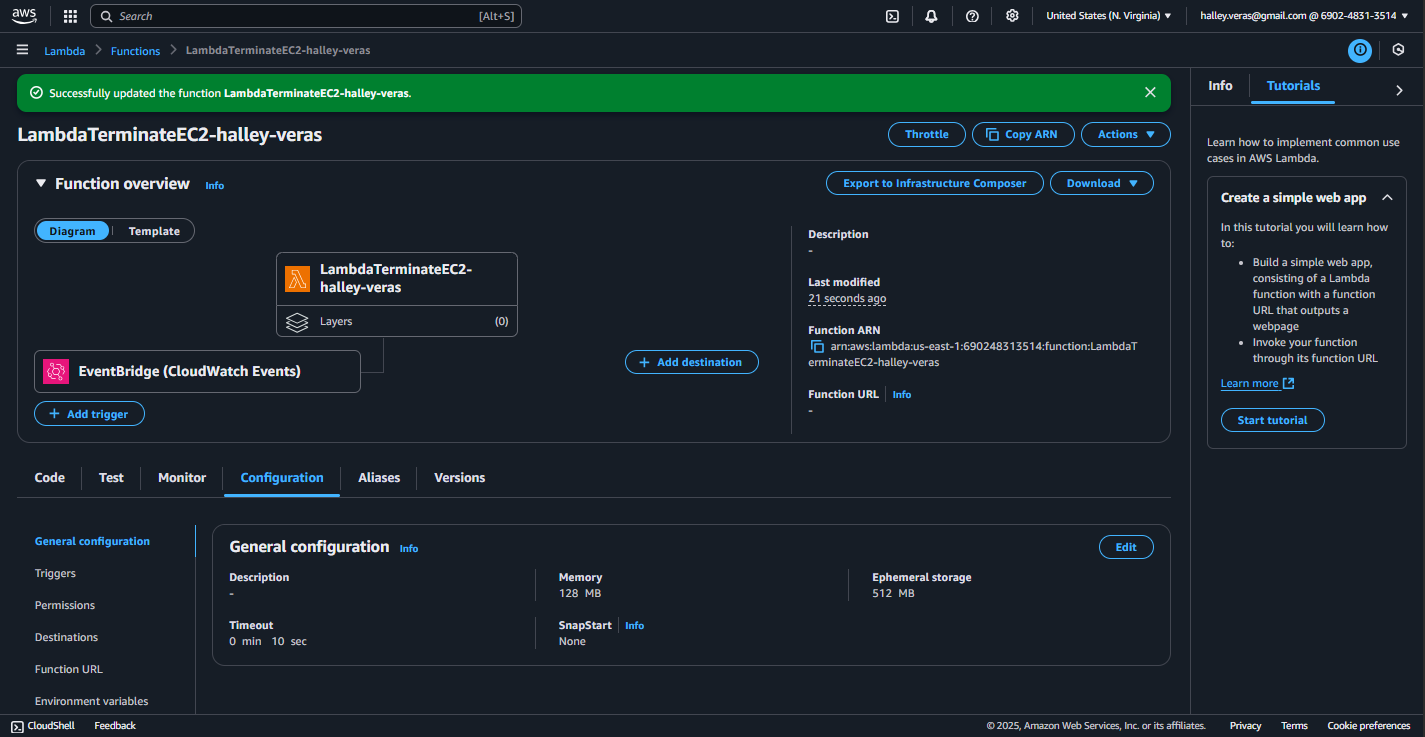 aws
Search
[Alt+S]
United States (N. Virginia)
halley.veras@gmail.com @ 6902-4831-3514
Lambda
Functions
LambdaTerminateEC2-halley-veras
Successfully updated the function LambdaTerminateEC2-halley-veras.
LambdaTerminateEC2-halley-veras
Throttle
Copy ARN
Actions
Function overview
Info
Export to Infrastructure Composer
Download
Diagram
Template
LambdaTerminateEC2-
halley-veras
Layers
(0)
EventBridge (CloudWatch Events)
Add trigger
Add destination
Description
-
Last modified
21 seconds ago
Function ARN
arn:aws:lambda:us-east-1:690248313514:function:LambdaT
erminateEC2-halley-veras
Function URL
Info
-
Code
Test
Monitor
Configuration
Aliases
Versions
General configuration
Triggers
Permissions
Destinations
Function URL
Environment variables
General configuration
Info
Edit
Description
-
Memory
128 MB
Ephemeral storage
512 MB
Timeout
0 min 10 sec
SnapStart
Info
None
Info
Tutorials
Learn how to implement common use
cases in AWS Lambda.
Create a simple web app
In this tutorial you will learn how
to:
• Build a simple web app,
consisting of a Lambda
function with a function
URL that outputs a
webpage
• Invoke your function
through its function URL
Learn more
Start tutorial
CloudShell
Feedback
© 2025, Amazon Web Services, Inc. or its affiliates.
Privacy
Terms
Cookie preferences